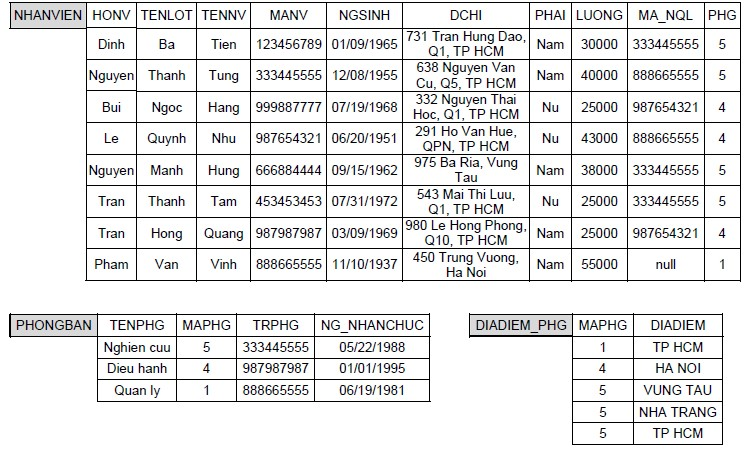 NHANVIEN HONV TENLOT TENNV MANV NGSINH DCHI PHAI LUONG MA_NQL PHG
Dinh Ba Tien 123456789 01/09/1965 731 Tran Hung Dao, Q1, TP HCM Nam 30000 333445555 5
Nguyen Thanh Tung 333445555 12/08/1955 638 Nguyen Van Cu, Q5, TP HCM Nam 40000 888665555 5
Bui Ngoc Hang 999887777 07/19/1968 332 Nguyen Thai Hoc, Q1, TP HCM Nu 25000 987654321 4
Le Quynh Nhu 987654321 06/20/1951 291 Ho Van Hue, QPN, TP HCM Nu 43000 888665555 4
Nguyen Manh Hung 666884444 09/15/1962 975 Ba Ria, Vung Tau Nam 38000 333445555 5
Tran Thanh Tam 453453453 07/31/1972 543 Mai Thi Luu, Q1, TP HCM Nu 25000 333445555 5
Tran Hong Quang 987987987 03/09/1969 980 Le Hong Phong, Q10, TP HCM Nam 25000 987654321 4
Pham Van Vinh 888665555 11/10/1937 450 Trung Vuong, Ha Noi Nam 55000 null 1
PHONGBAN TENPHG MAPHG TRPHG NG_NHANCHUC
Nghien cuu 5 333445555 05/22/1988
Dieu hanh 4 987987987 01/01/1995
Quan ly 1 888665555 06/19/1981
DIADIEM_PHG MAPHG DIADIEM
1 TP HCM
4 HA NOI
5 VUNG TAU
5 NHA TRANG
5 TP HCM